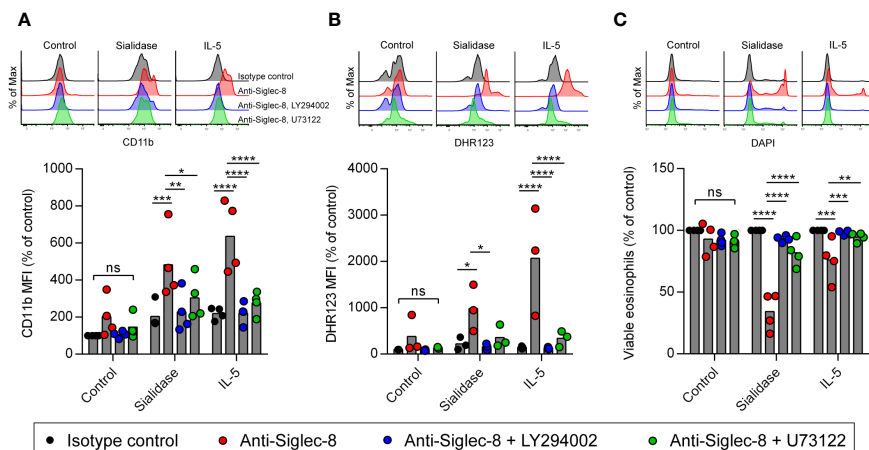 A
B
C
Control
Sialidase
IL-5
Control
Sialidase
IL-5
Control
Sialidase
IL-5
% of Max
Isotype control
Anti-Siglec-8
Anti-Siglec-8, LY294002
Anti-Siglec-8, U73122
% of Max
% of Max
CD11b
DHR123
DAPI
CD11b MFI (% of control)
1000
800
600
400
200
0
ns
***
**
*
****
****
****
Control
Sialidase
IL-5
DHR123 MFI (% of control)
4000
3000
2000
1000
0
ns
*
*
****
****
****
Control
Sialidase
IL-5
Viable eosinophils (% of control)
150
100
50
0
ns
****
****
****
***
***
**
Control
Sialidase
IL-5
Isotype control
Anti-Siglec-8
Anti-Siglec-8 + LY294002
Anti-Siglec-8 + U73122